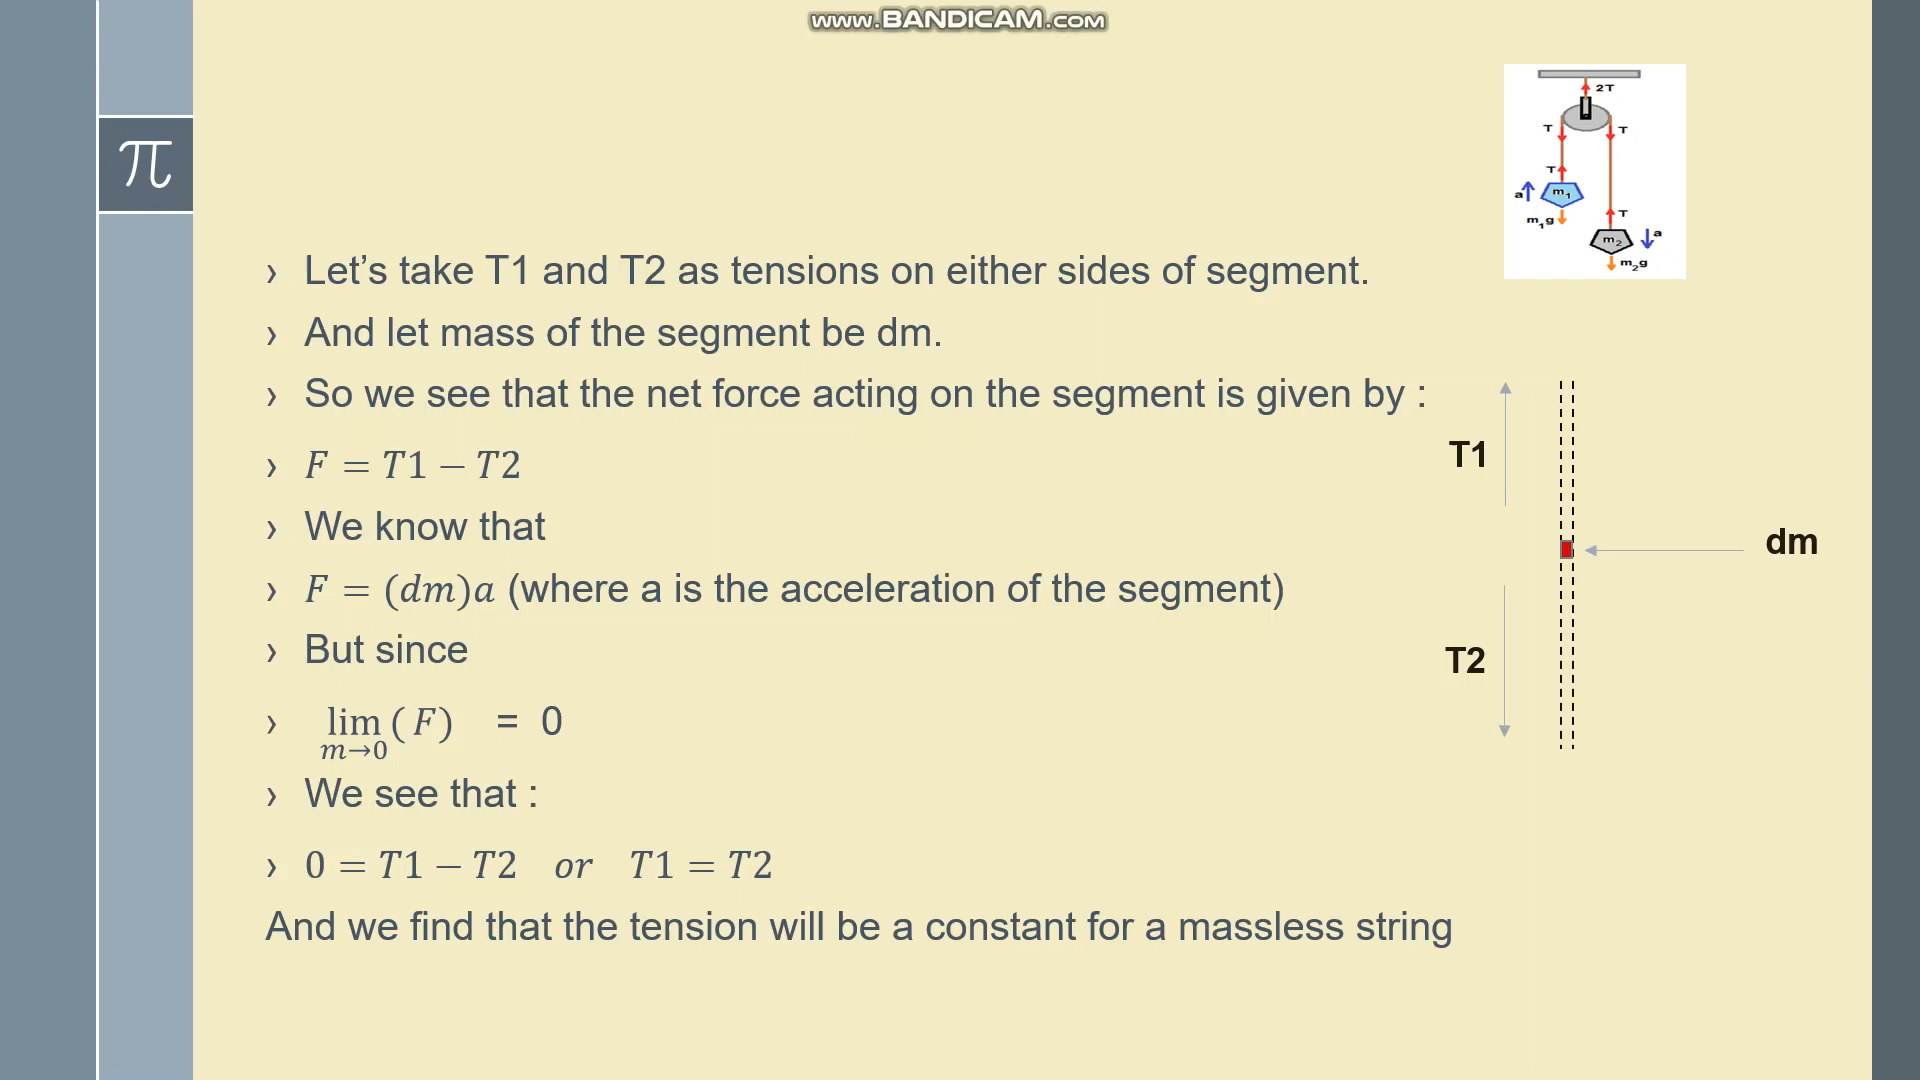 www.BANDICAM.com
π
2T
T T
T
a m1
m1g
T
m2 a
m2g
› Let’s take T1 and T2 as tensions on either sides of segment.
› And let mass of the segment be dm.
› So we see that the net force acting on the segment is given by :
› F = T1 − T2
› We know that
› F = (dm)a (where a is the acceleration of the segment)
› But since
› lim (F) = 0
m→0
› We see that :
› 0 = T1 − T2 or T1 = T2
And we find that the tension will be a constant for a massless string
T1
dm
T2